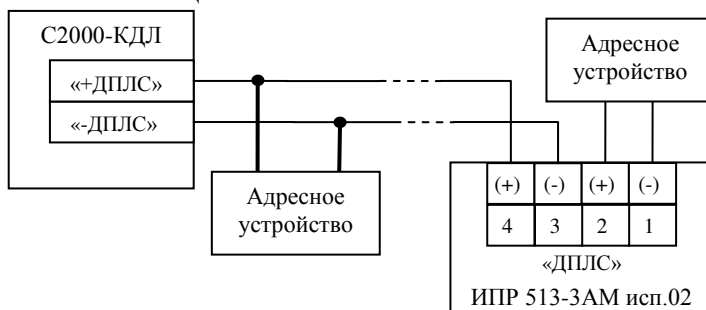 С2000-КДЛ
«+ДПЛС»
«-ДПЛС»
Адресное
устройство
Адресное
устройство
(+) (-) (+) (-)
4 3 2 1
«ДПЛС»
ИПР 513-3АМ исп.02